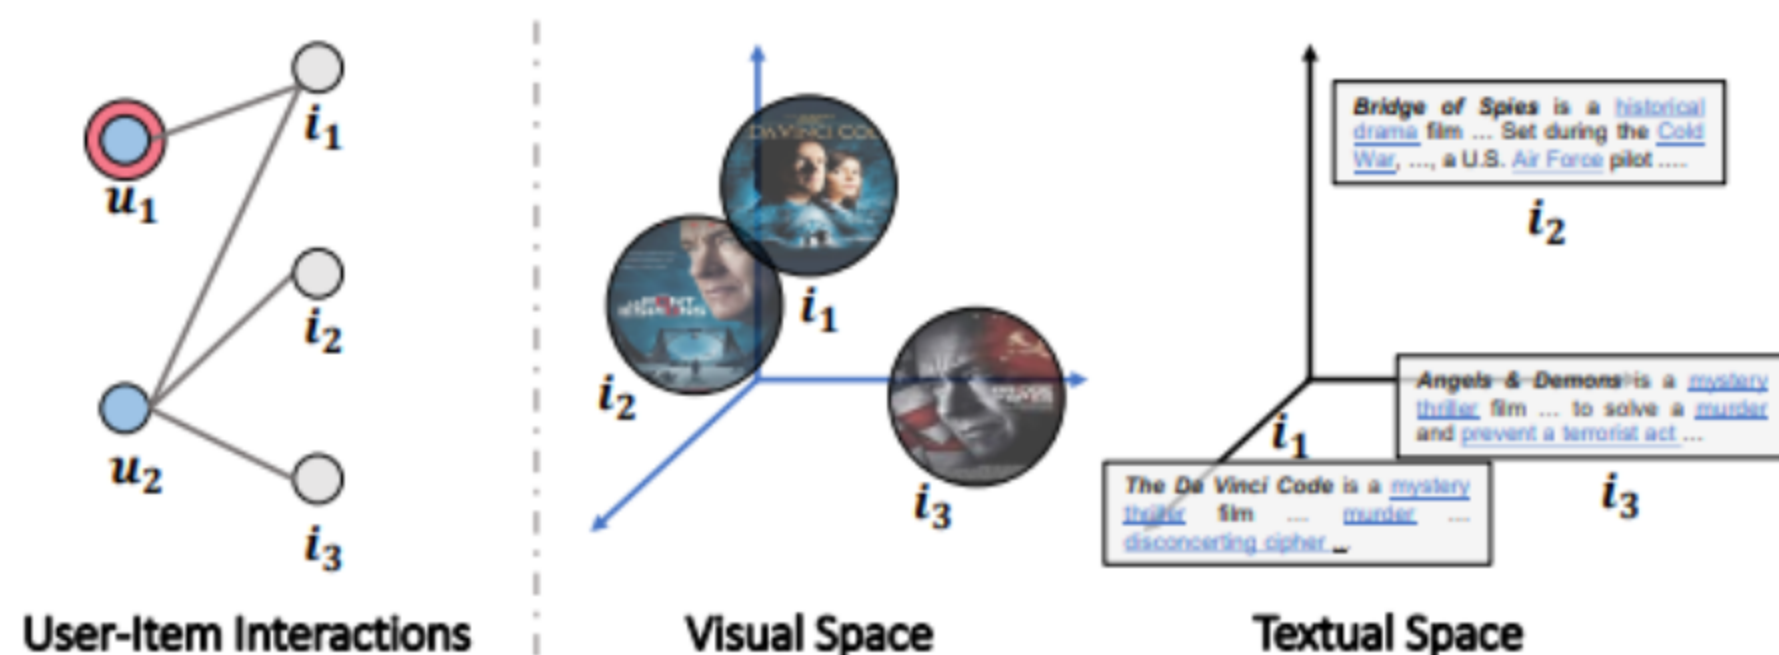 i1
u1
i2
u2
i3
User-Item Interactions
DAVINCI CO
i1
i2
i3
Visual Space
Bridge of Spies is a historical
drama film ... Set during the Cold
War, ..., a U.S. Air Force pilot ....
i2
Angels & Demons is a mystery
thriller film ... to solve a murder
and prevent a terrorist act ...
i3
i1
The Da Vinci Code is a mystery
thriller film .... murder ....
disconcerting cipher ...
Textual Space